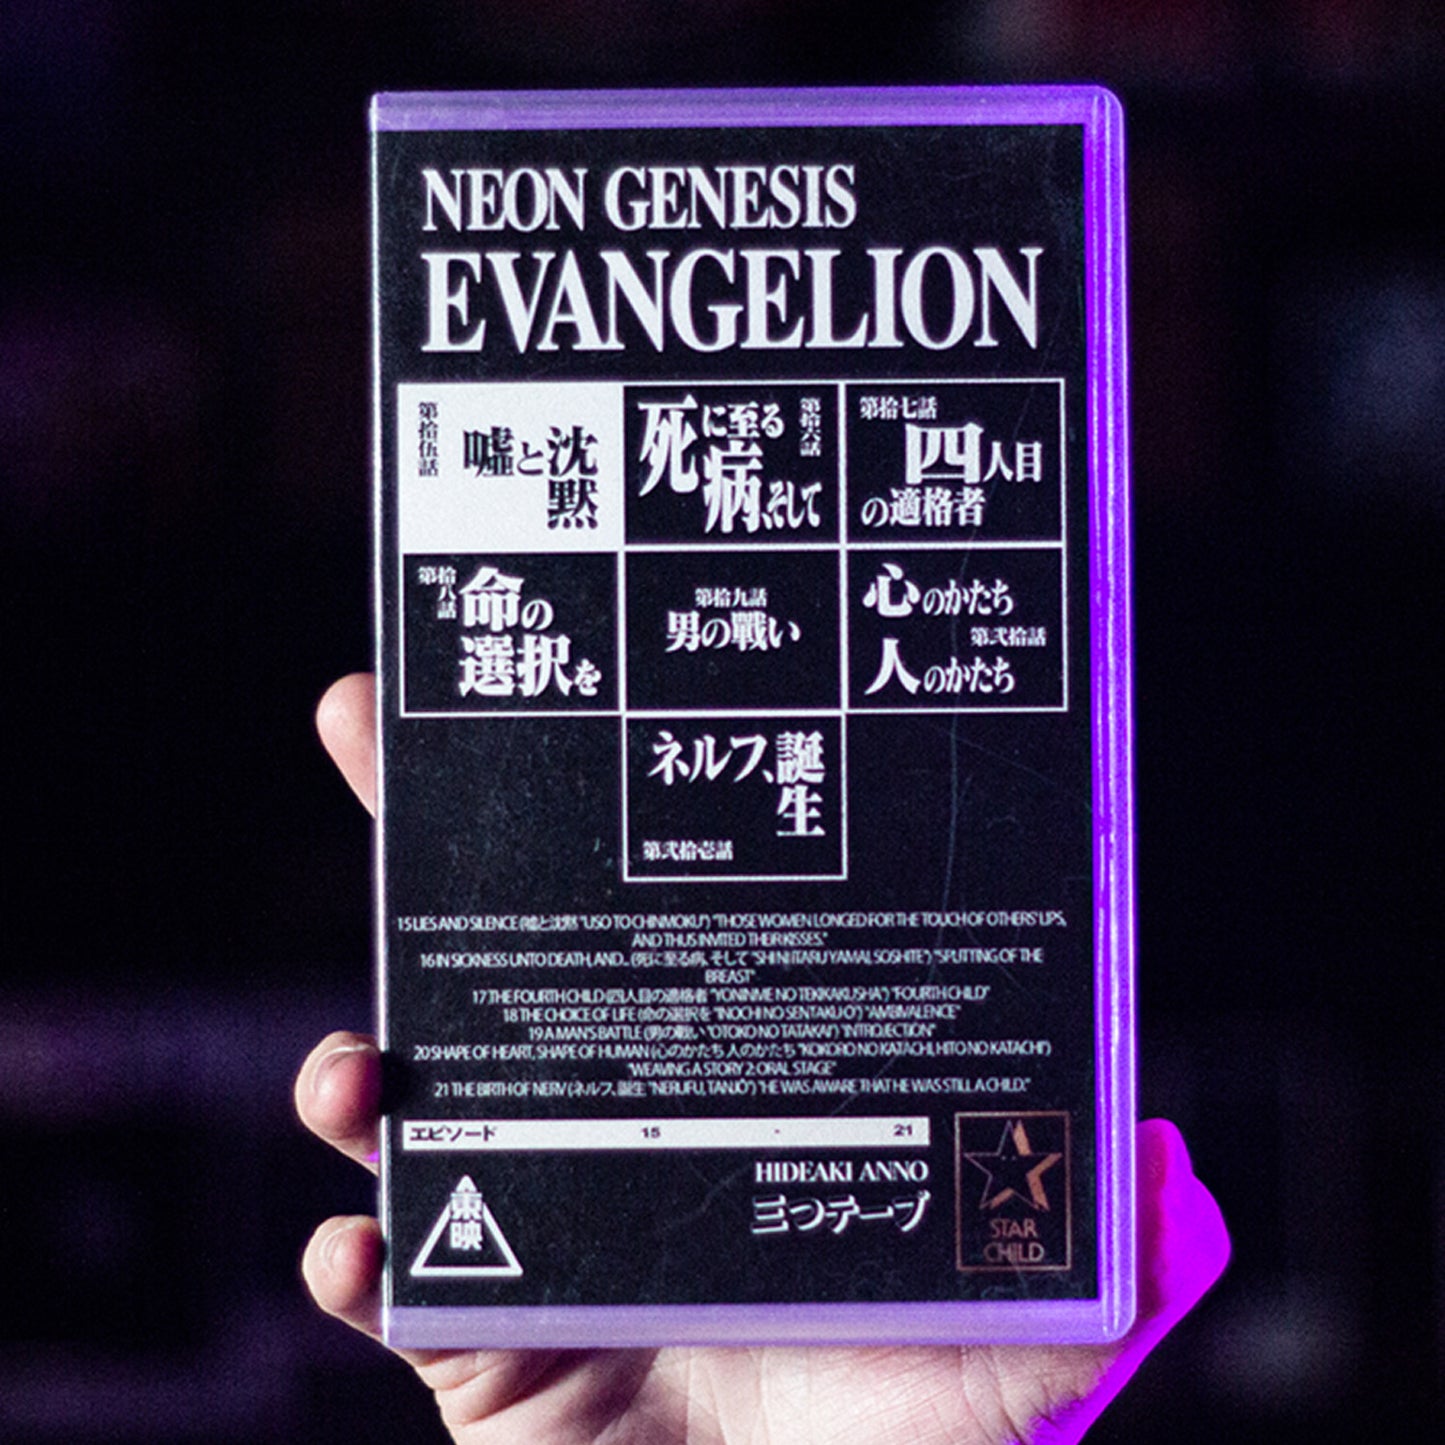 NEON GENESIS
EVANGELION
第拾伍話
嘘と沈黙
死に至る病、そして
第拾六話
第拾七話
四人目
の適格者
第拾八話
命の
選択を
第拾九話
男の戰い
心のかたち
第弐拾話
人のかたち
ネルフ、誕生
第弐拾壱話
15 LIES AND SILENCE (嘘と沈黙 "USO TO CHINMOKU") "THOSE WOMEN LONGED FOR THE TOUCH OF OTHERS' LIPS,
AND THUS INVITED THEIR KISSES."
16 IN SICKNESS UNTO DEATH, AND... (死に至る病、そして "SHI NI ITARU YAMAI, SOSHITE") "SPLITTING OF THE
BREAST"
17 THE FOURTH CHILD (四人目の適格者 "YONINME NO TEKIKAKUSHA") "FOURTH CHILD"
18 THE CHOICE OF LIFE (命の選択を "INOCHI NO SENTAKU O") "AMBIVALENCE"
19 A MAN'S BATTLE (男の戰い "OTOKO NO TATAKAI") "INTROJECTION"
20 SHAPE OF HEART, SHAPE OF HUMAN (心のかたち 人のかたち "KOKORO NO KATACHI, HITO NO KATACHI")
"WEAVING A STORY 2: ORAL STAGE"
21 THE BIRTH OF NERV (ネルフ、誕生 "NERUFU, TANJŌ") "HE WAS AWARE THAT HE WAS STILL A CHILD."
エピソード 15 - 21
HIDEAKI ANNO
三つテープ
東映
STAR
CHILD